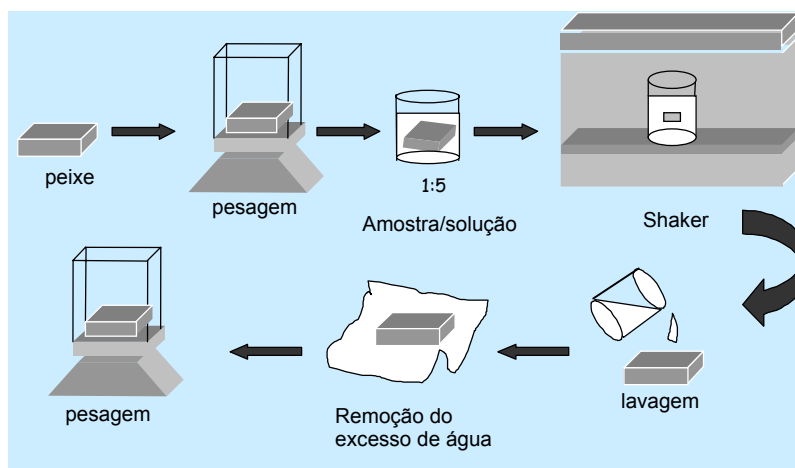 peixe
pesagem
1:5
Amostra/solução
Shaker
lavagem
Remoção do
excesso de água
pesagem